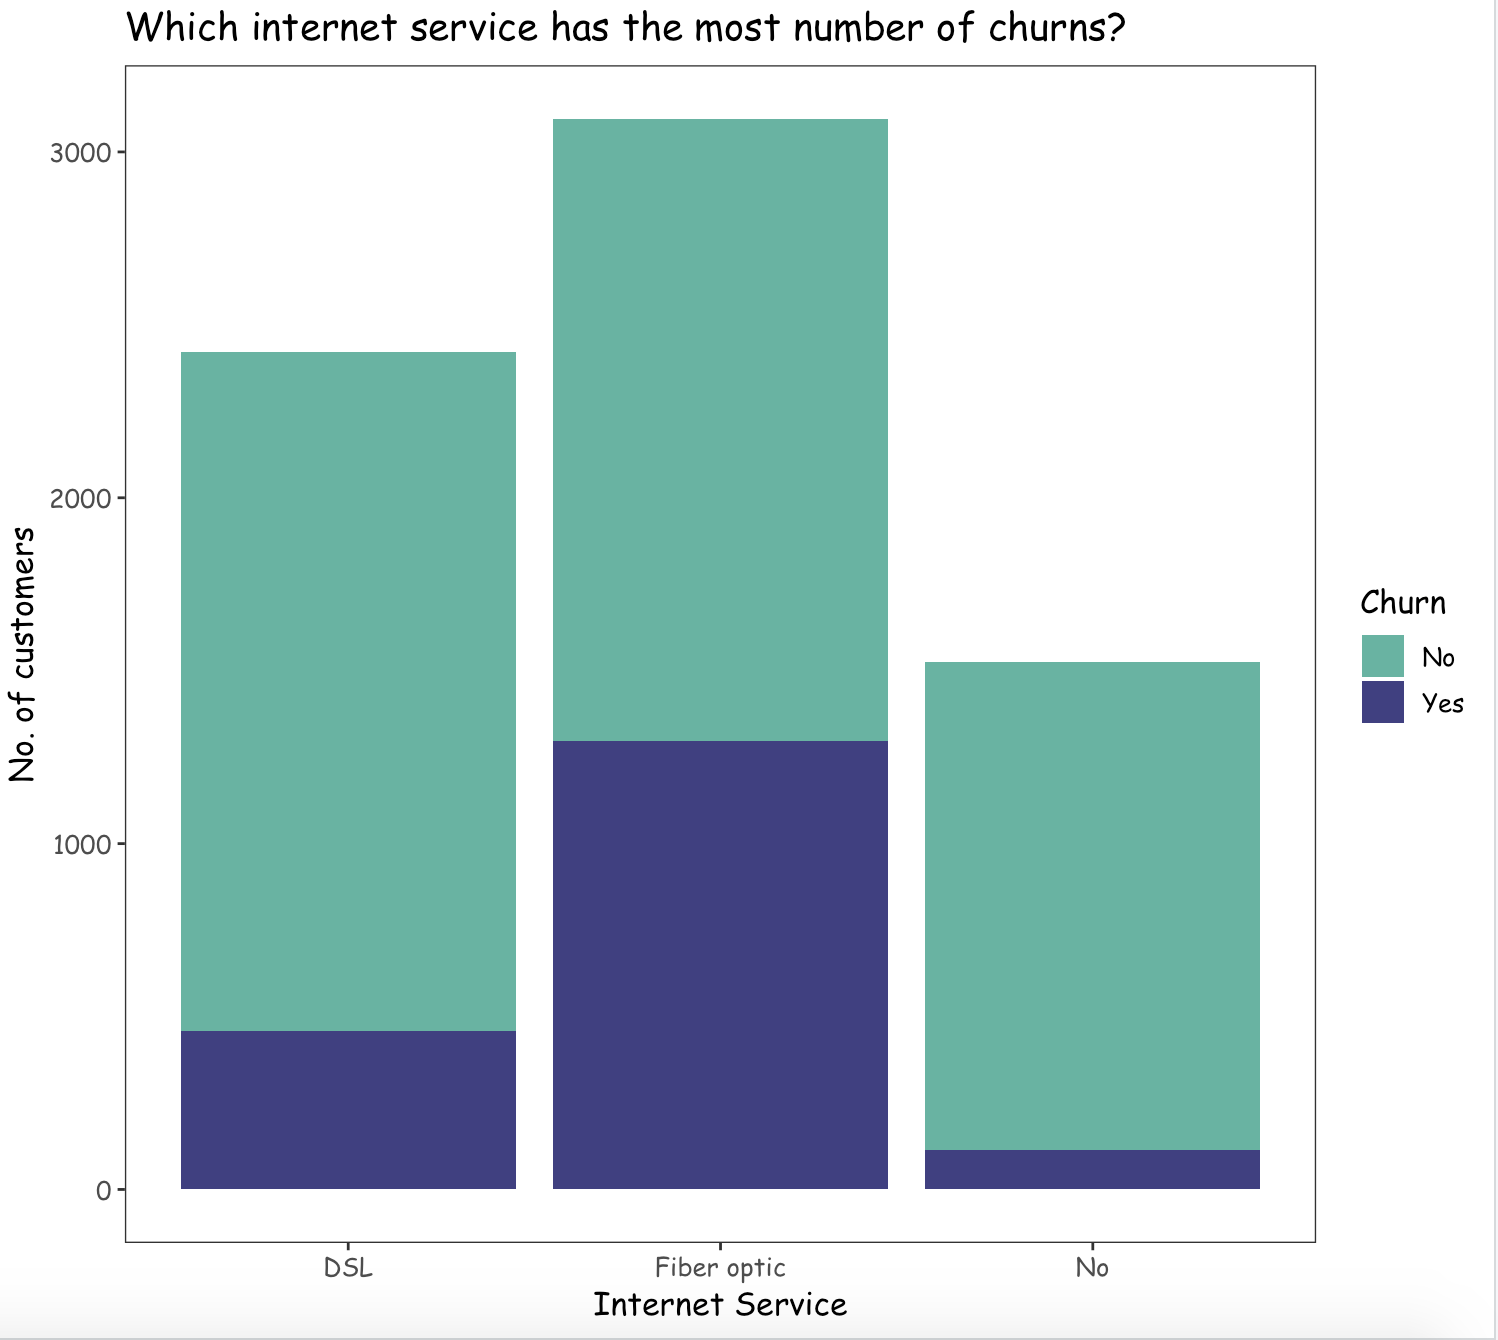 Which internet service has the most number of churns?
3000
2000
1000
0
No. of customers
DSL
Fiber optic
No
Internet Service
Churn
No
Yes